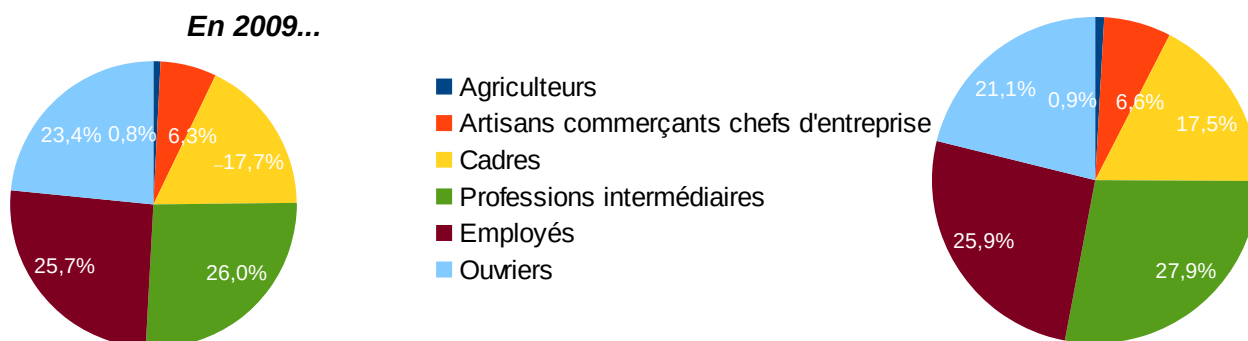 En 2009...
23,4%
0,8%
6,3%
17,7%
25,7%
26,0%
Agriculteurs
Artisans commerçants chefs d'entreprise
Cadres
Professions intermédiaires
Employés
Ouvriers
21,1%
0,9%
6,6%
17,5%
25,9%
27,9%